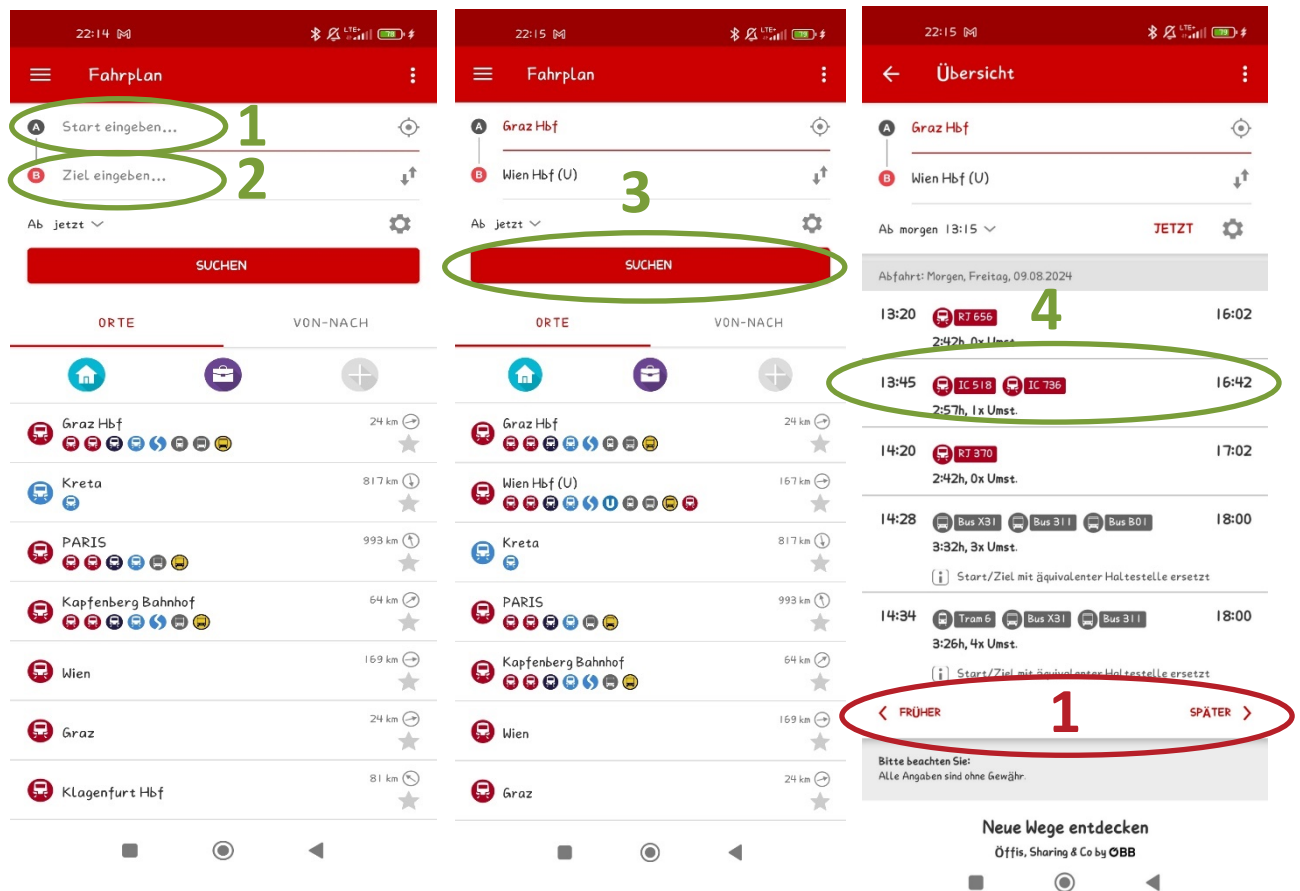 22:14
LTE+
78
Fahrplan
A Start eingeben...
1
B Ziel eingeben...
2
Ab jetzt
SUCHEN
ORTE VON-NACH
Graz Hbf 24 km
Kreta 817 km
PARIS 993 km
Kapfenberg Bahnhof 64 km
Wien 169 km
Graz 24 km
Klagenfurt Hbf 81 km
22:15
LTE+
79
Fahrplan
A Graz Hbf
B Wien Hbf (U)
3
Ab jetzt
SUCHEN
ORTE VON-NACH
Graz Hbf 24 km
Wien Hbf (U) 167 km
U
Kreta 817 km
PARIS 993 km
Kapfenberg Bahnhof 64 km
Wien 169 km
Graz 24 km
22:15
LTE+
79
Übersicht
A Graz Hbf
B Wien Hbf (U)
Ab morgen 13:15 JETZT
Abfahrt: Morgen, Freitag, 09.08.2024
4
13:20 RJ 656 16:02
2:42h, 0x Umst.
13:45 IC 518 IC 736 16:42
2:57h, 1x Umst.
14:20 RJ 370 17:02
2:42h, 0x Umst.
14:28 Bus X31 Bus 311 Bus B01 18:00
3:32h, 3x Umst.
i Start/Ziel mit äquivalenter Haltestelle ersetzt
14:34 Tram 6 Bus X31 Bus 311 18:00
3:26h, 4x Umst.
i Start/Ziel mit äquivalenter Haltestelle ersetzt
< FRÜHER 1 SPÄTER >
Bitte beachten Sie:
Alle Angaben sind ohne Gewähr.
Neue Wege entdecken
Öffis, Sharing & Co by ÖBB